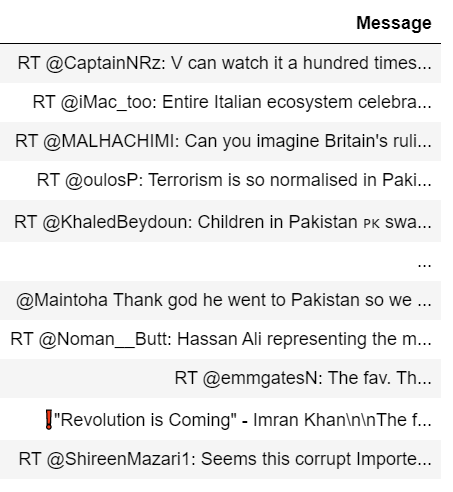 Message
RT @CaptainNRz: V can watch it a hundred times...
RT @iMac_too: Entire Italian ecosystem celebra...
RT @MALHACHIMI: Can you imagine Britain's ruli...
RT @oulosP: Terrorism is so normalised in Paki...
RT @KhaledBeydoun: Children in Pakistan 🇵🇰 swa...
...
@Maintoha Thank god he went to Pakistan so we ...
RT @Noman__Butt: Hassan Ali representing the m...
RT @emmgatesN: The fav. Th...
❗"Revolution is Coming" - Imran Khan\n\nThe f...
RT @ShireenMazari1: Seems this corrupt Importe...